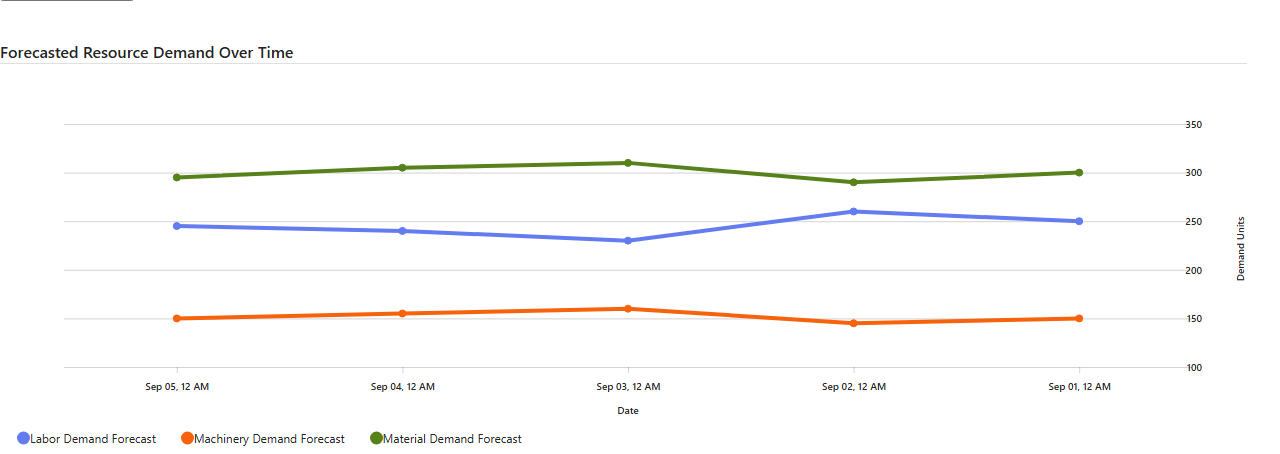 Forecasted Resource Demand Over Time
350
300
250
200
150
100
Demand Units
Sep 05, 12 AM Sep 04, 12 AM Sep 03, 12 AM Sep 02, 12 AM Sep 01, 12 AM
Date
Labor Demand Forecast Machinery Demand Forecast Material Demand Forecast